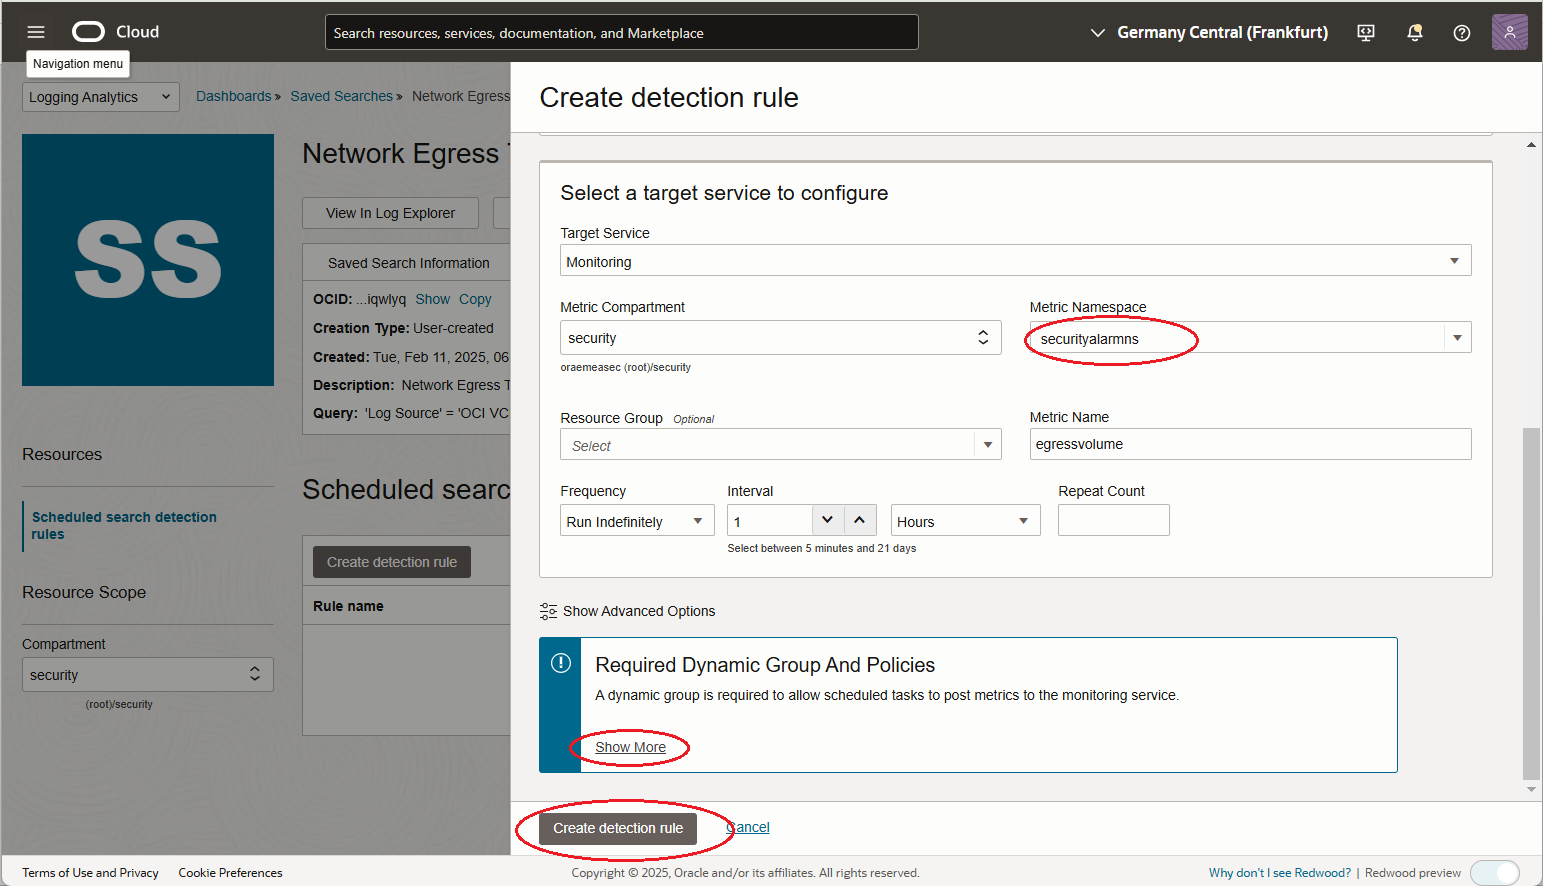 Cloud
Search resources, services, documentation, and Marketplace
Germany Central (Frankfurt)
Navigation menu
Logging Analytics
Dashboards » Saved Searches » Network Egress
SS
Network Egress
View In Log Explorer
Saved Search Information
OCID: ...iqwlyq Show Copy
Creation Type: User-created
Created: Tue, Feb 11, 2025, 06
Description: Network Egress T
Query: 'Log Source' = 'OCI VC
Resources
Scheduled search detection
rules
Resource Scope
Compartment
security
(root)/security
Scheduled searc
Create detection rule
Rule name
Create detection rule
Select a target service to configure
Target Service
Monitoring
Metric Compartment
security
oraemeasec (root)/security
Metric Namespace
securityalarmns
Resource Group Optional
Select
Metric Name
egressvolume
Frequency
Run Indefinitely
Interval
1
Hours
Select between 5 minutes and 21 days
Repeat Count
Show Advanced Options
Required Dynamic Group And Policies
A dynamic group is required to allow scheduled tasks to post metrics to the monitoring service.
Show More
Create detection rule
Cancel
Terms of Use and Privacy
Cookie Preferences
Copyright © 2025, Oracle and/or its affiliates. All rights reserved.
Why don't I see Redwood? | Redwood preview